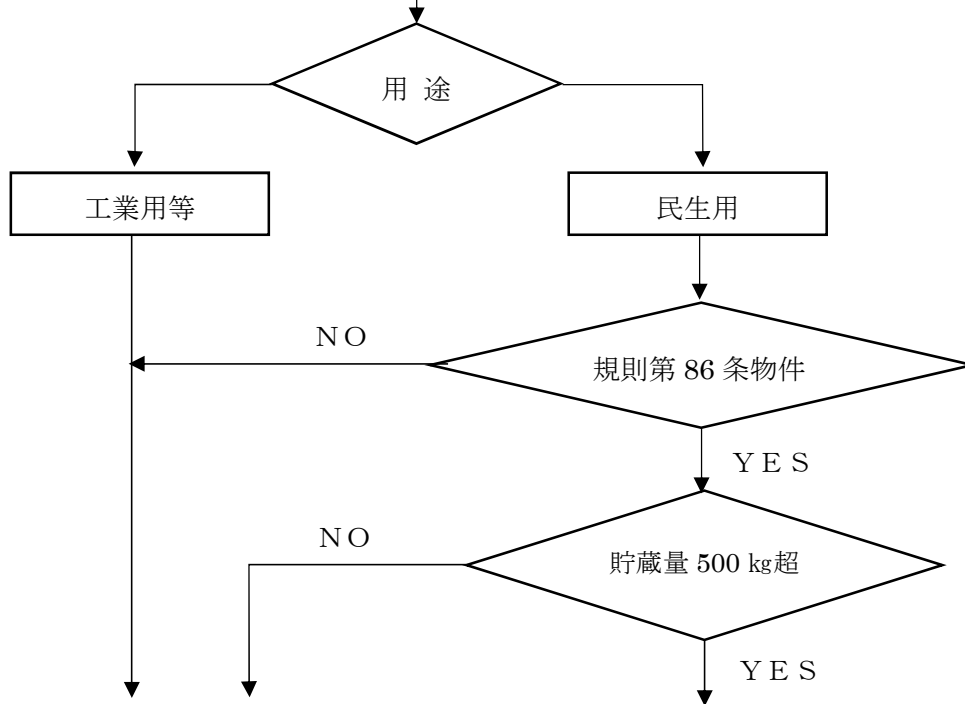 用 途
工業用等
民生用
NO
規則第 86 条物件
YES
NO
貯蔵量 500 ㎏超
YES